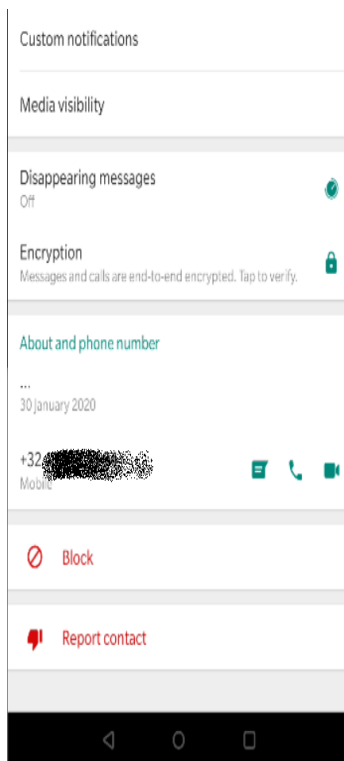 Custom notifications
Media visibility
Disappearing messages
Off
Encryption
Messages and calls are end-to-end encrypted. Tap to verify.
About and phone number
...
30 January 2020
+32
Mobile
Block
Report contact